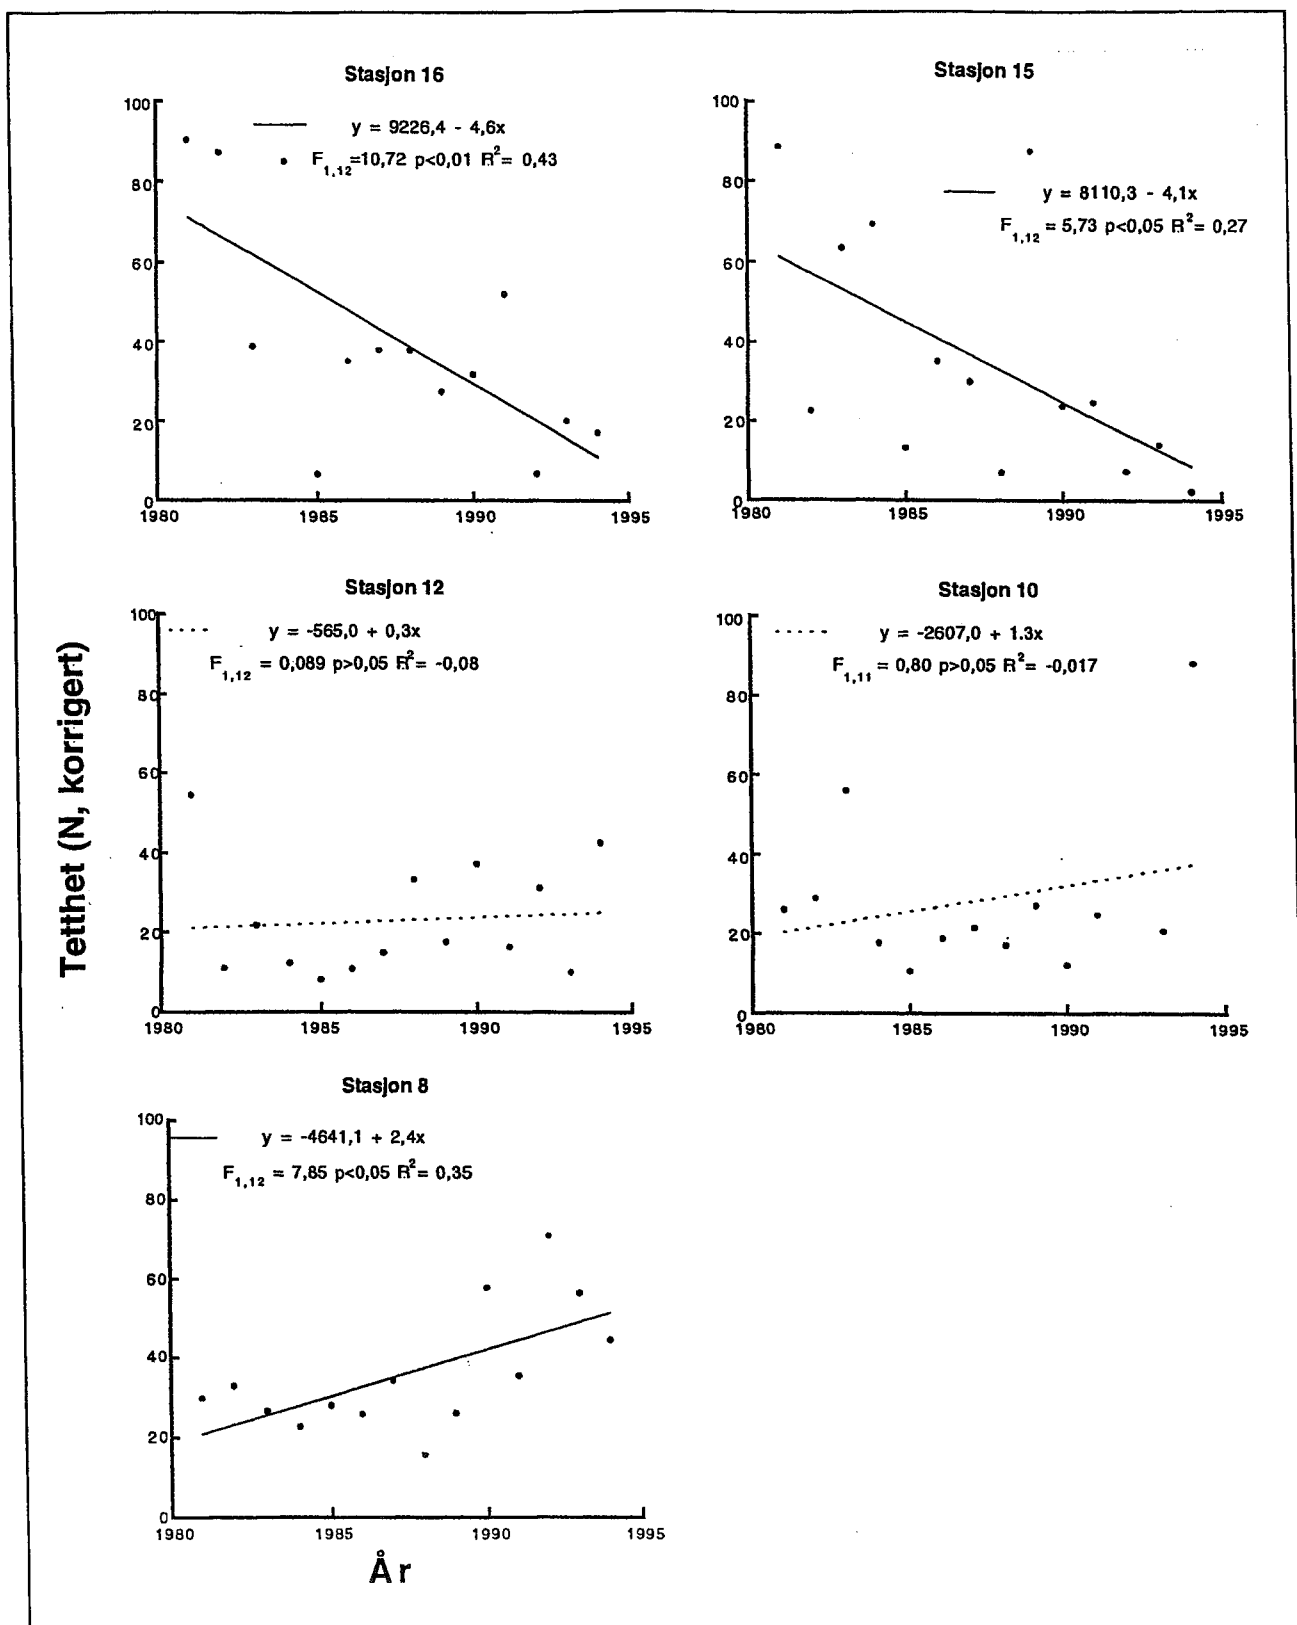 Stasjon 16
y = 9226,4 - 4,6x
F1,12=10,72 p<0,01 R2= 0,43
100
80
60
40
20
0
1980 1985 1990 1995
Stasjon 15
y = 8110,3 - 4,1x
F1,12 = 5,73 p<0,05 R2= 0,27
100
80
60
40
20
0
1980 1985 1990 1995
Tetthet (N, korrigert)
Stasjon 12
y = -565,0 + 0,3x
F1,12 = 0,089 p>0,05 R2= -0,08
100
80
60
40
20
0
1980 1985 1990 1995
Stasjon 10
y = -2607,0 + 1.3x
F1,11 = 0,80 p>0,05 R2= -0,017
100
80
60
40
20
0
1980 1985 1990 1995
Stasjon 8
y = -4641,1 + 2,4x
F1,12 = 7,85 p<0,05 R2= 0,35
100
80
60
40
20
0
1980 1985 1990 1995
År